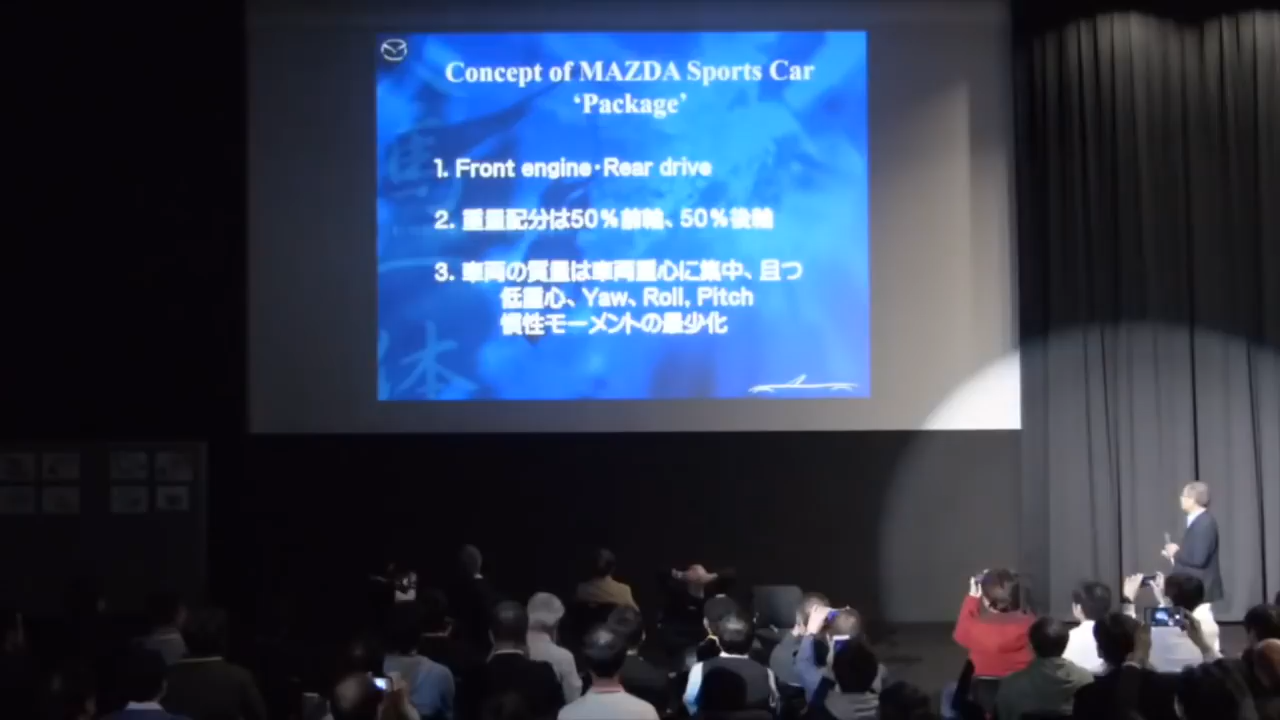 Concept of MAZDA Sports Car
‘Package’
1. Front engine・Rear drive
2. 重量配分は50%前軸、50%後軸
3. 車両の質量は車両重心に集中、且つ
低重心、Yaw、Roll, Pitch
慣性モーメントの最少化
体